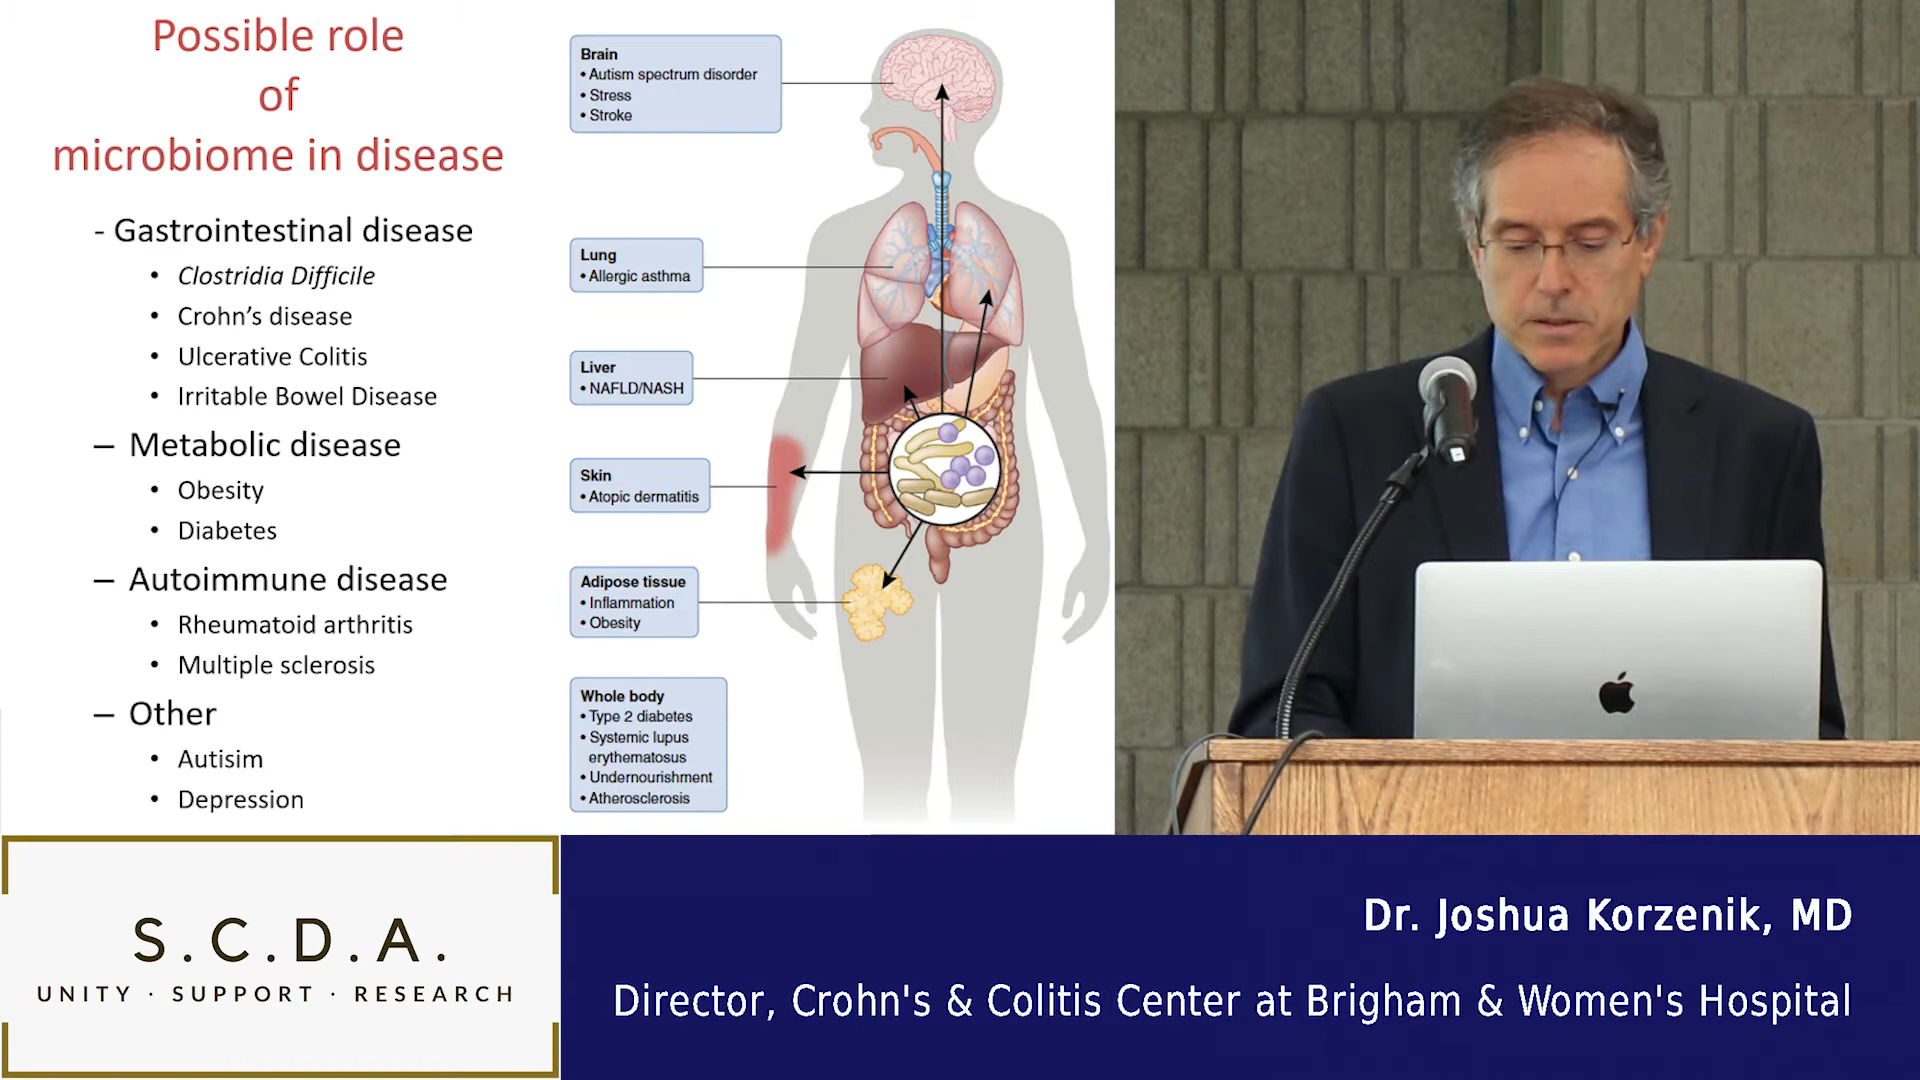 Possible role
of
microbiome in disease
- Gastrointestinal disease
• Clostridia Difficile
• Crohn's disease
• Ulcerative Colitis
• Irritable Bowel Disease
– Metabolic disease
• Obesity
• Diabetes
– Autoimmune disease
• Rheumatoid arthritis
• Multiple sclerosis
– Other
• Autisim
• Depression
Brain
• Autism spectrum disorder
• Stress
• Stroke
Lung
• Allergic asthma
Liver
• NAFLD/NASH
Skin
• Atopic dermatitis
Adipose tissue
• Inflammation
• Obesity
Whole body
• Type 2 diabetes
• Systemic lupus
erythematosus
• Undernourishment
• Atherosclerosis
S.C.D.A.
UNITY · SUPPORT · RESEARCH
Dr. Joshua Korzenik, MD
Director, Crohn's & Colitis Center at Brigham & Women's Hospital